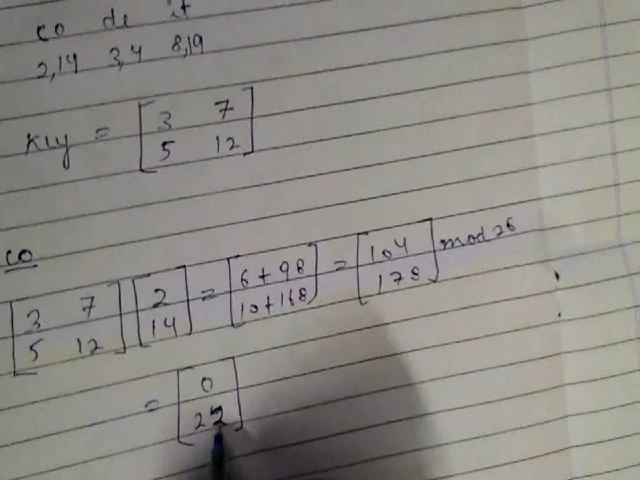 co de it
2,14 3,4 8,19
Key = [3 7 5 12]
co
[3 7 5 12] [2 14] = [6+98 10+168] = [104 178] mod 26
= [0 22]